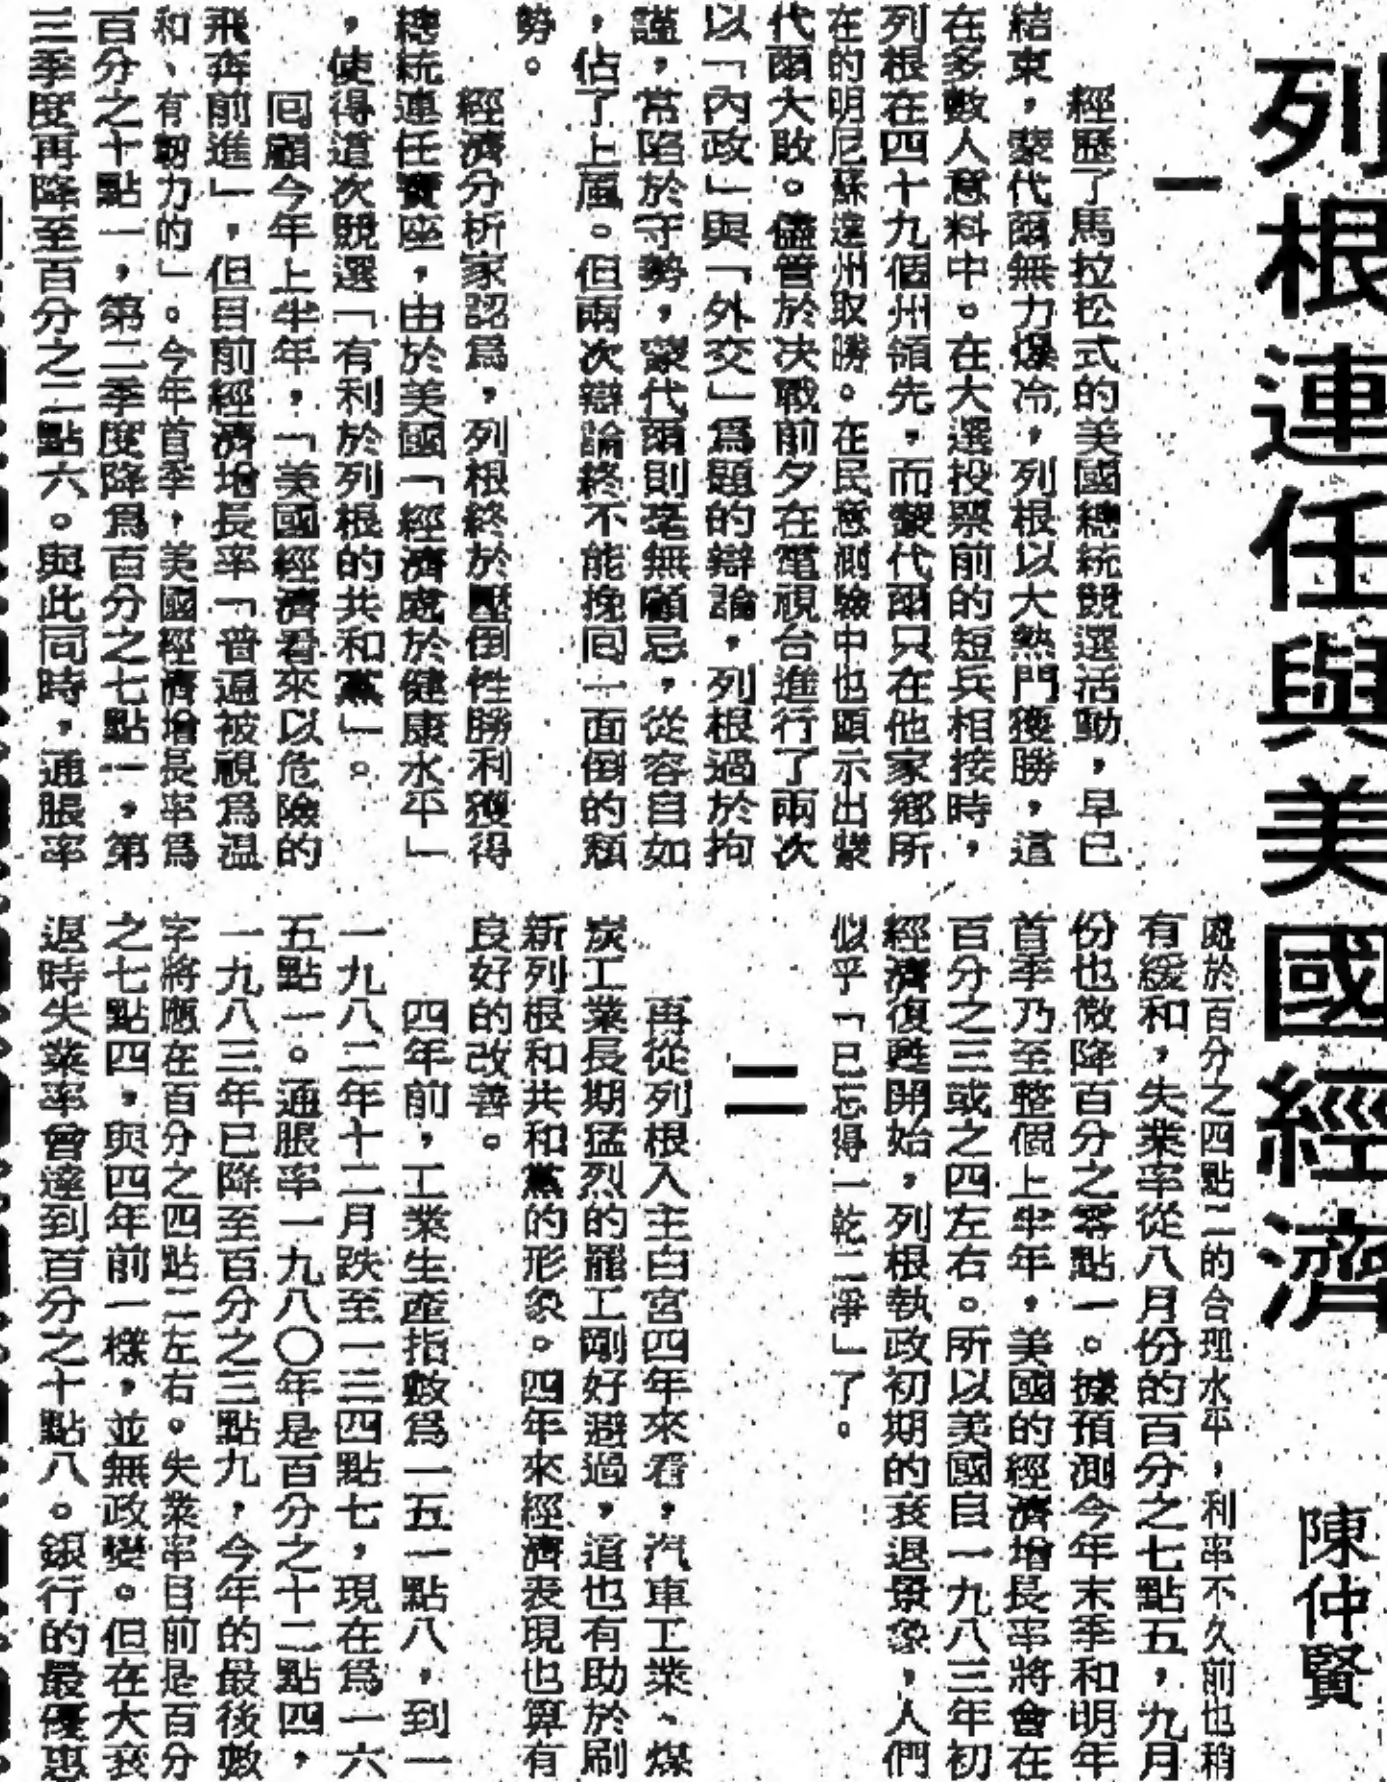 列根連任與美國經濟
陳仲賢
一
經歷了馬拉松式的美國總統競選活動，早已
結束，蒙代爾無力爆冷，列根以大熱門獲勝，這
在多數人意料中。在大選投票前的短兵相接時，
列根在四十九個州領先，而蒙代爾只在他家鄉所
在的明尼蘇達州取勝。在民意測驗中也顯示出蒙
代爾大敗。儘管於决戰前夕在電視台進行了兩次
以「內政」與「外交」爲題的辯論，列根過於拘
謹，常陷於守勢，蒙代爾則毫無顧忌，從容自如
，佔了上風。但兩次辯論終不能挽囘一面倒的頹
勢。
經濟分析家認爲，列根終於壓倒性勝利獲得
總統連任寶座，由於美國「經濟處於健康水平」
，使得這次競選「有利於列根的共和黨」。
囘顧今年上半年，「美國經濟看來以危險的
飛奔前進」，但目前經濟增長率「普遍被視爲溫
和、有韌力的」。今年首季，美國經濟增長率爲
百分之十點一，第二季度降爲百分之七點一，第
三季度再降至百分之二點六。與此同時，通脹率
處於百分之四點二的合理水平，利率不久前也稍
有緩和，失業率從八月份的百分之七點五，九月
份也微降百分之零點一。據預測今年末季和明年
首季乃至整個上半年，美國的經濟增長率將會在
百分之三或之四左右。所以美國自一九八三年初
經濟復甦開始，列根執政初期的衰退景象，人們
似乎「已忘得一乾二淨」了。
二
再從列根入主白宮四年來看，汽車工業、煤
炭工業長期猛烈的罷工剛好避過，這也有助於刷
新列根和共和黨的形象。四年來經濟表現也算有
良好的改善。
四年前，工業生產指數爲一五一點八，到一
一九八二年十二月跌至一三四點七，現在爲一六
五點一。通脹率一九八〇年是百分之十二點四，
一九八三年已降至百分之三點九，今年的最後數
字將應在百分之四點二左右。失業率目前是百分
之七點四，與四年前一樣，並無政變。但在大衰
退時失業率曾達到百分之十點八。銀行的最優惠